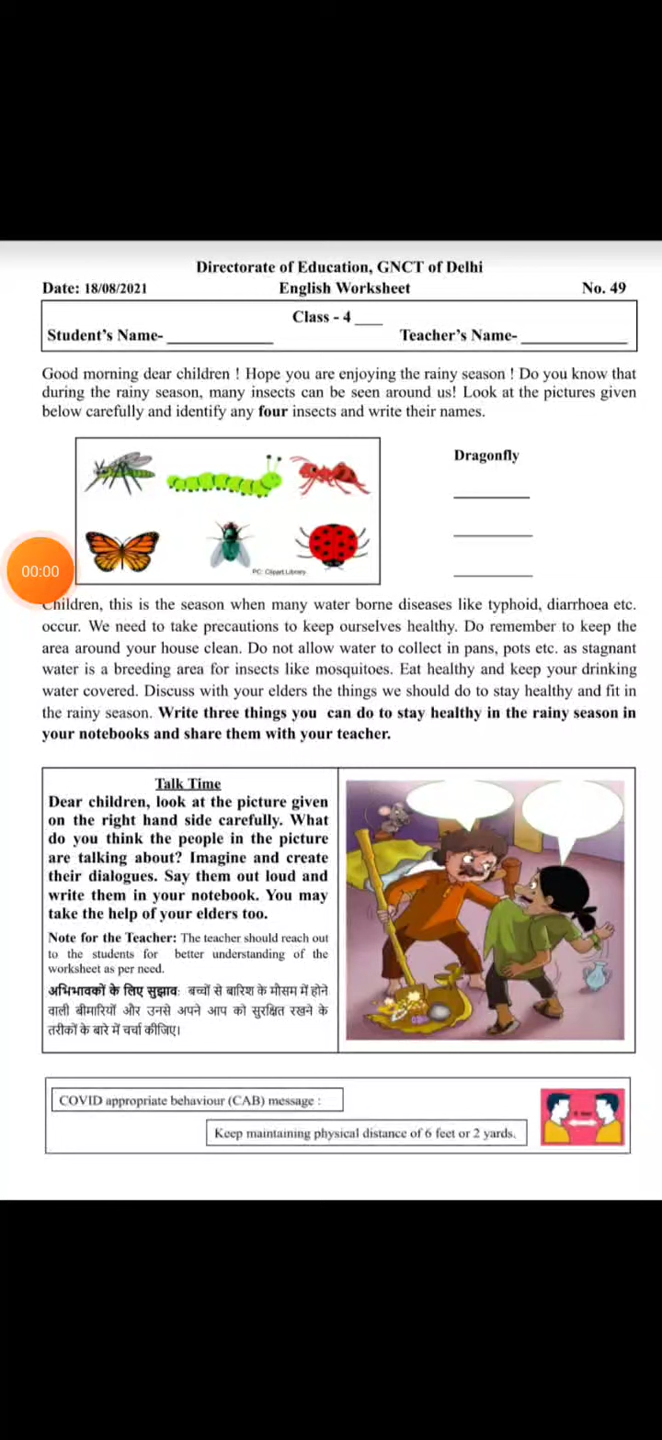 Directorate of Education, GNCT of Delhi
Date: 18/08/2021 English Worksheet No. 49
Class - 4 ____
Student's Name- ______________ Teacher's Name- ______________
Good morning dear children ! Hope you are enjoying the rainy season ! Do you know that
during the rainy season, many insects can be seen around us! Look at the pictures given
below carefully and identify any four insects and write their names.
Dragonfly
PC: Clipart Library
00:00
Children, this is the season when many water borne diseases like typhoid, diarrhoea etc.
occur. We need to take precautions to keep ourselves healthy. Do remember to keep the
area around your house clean. Do not allow water to collect in pans, pots etc. as stagnant
water is a breeding area for insects like mosquitoes. Eat healthy and keep your drinking
water covered. Discuss with your elders the things we should do to stay healthy and fit in
the rainy season. Write three things you can do to stay healthy in the rainy season in
your notebooks and share them with your teacher.
Talk Time
Dear children, look at the picture given
on the right hand side carefully. What
do you think the people in the picture
are talking about? Imagine and create
their dialogues. Say them out loud and
write them in your notebook. You may
take the help of your elders too.
Note for the Teacher: The teacher should reach out
to the students for better understanding of the
worksheet as per need.
अभिभावकों के लिए सुझाव: बच्चों से बारिश के मौसम में होने
वाली बीमारियों और उनसे अपने आप को सुरक्षित रखने के
तरीकों के बारे में चर्चा कीजिए।
COVID appropriate behaviour (CAB) message :
Keep maintaining physical distance of 6 feet or 2 yards.